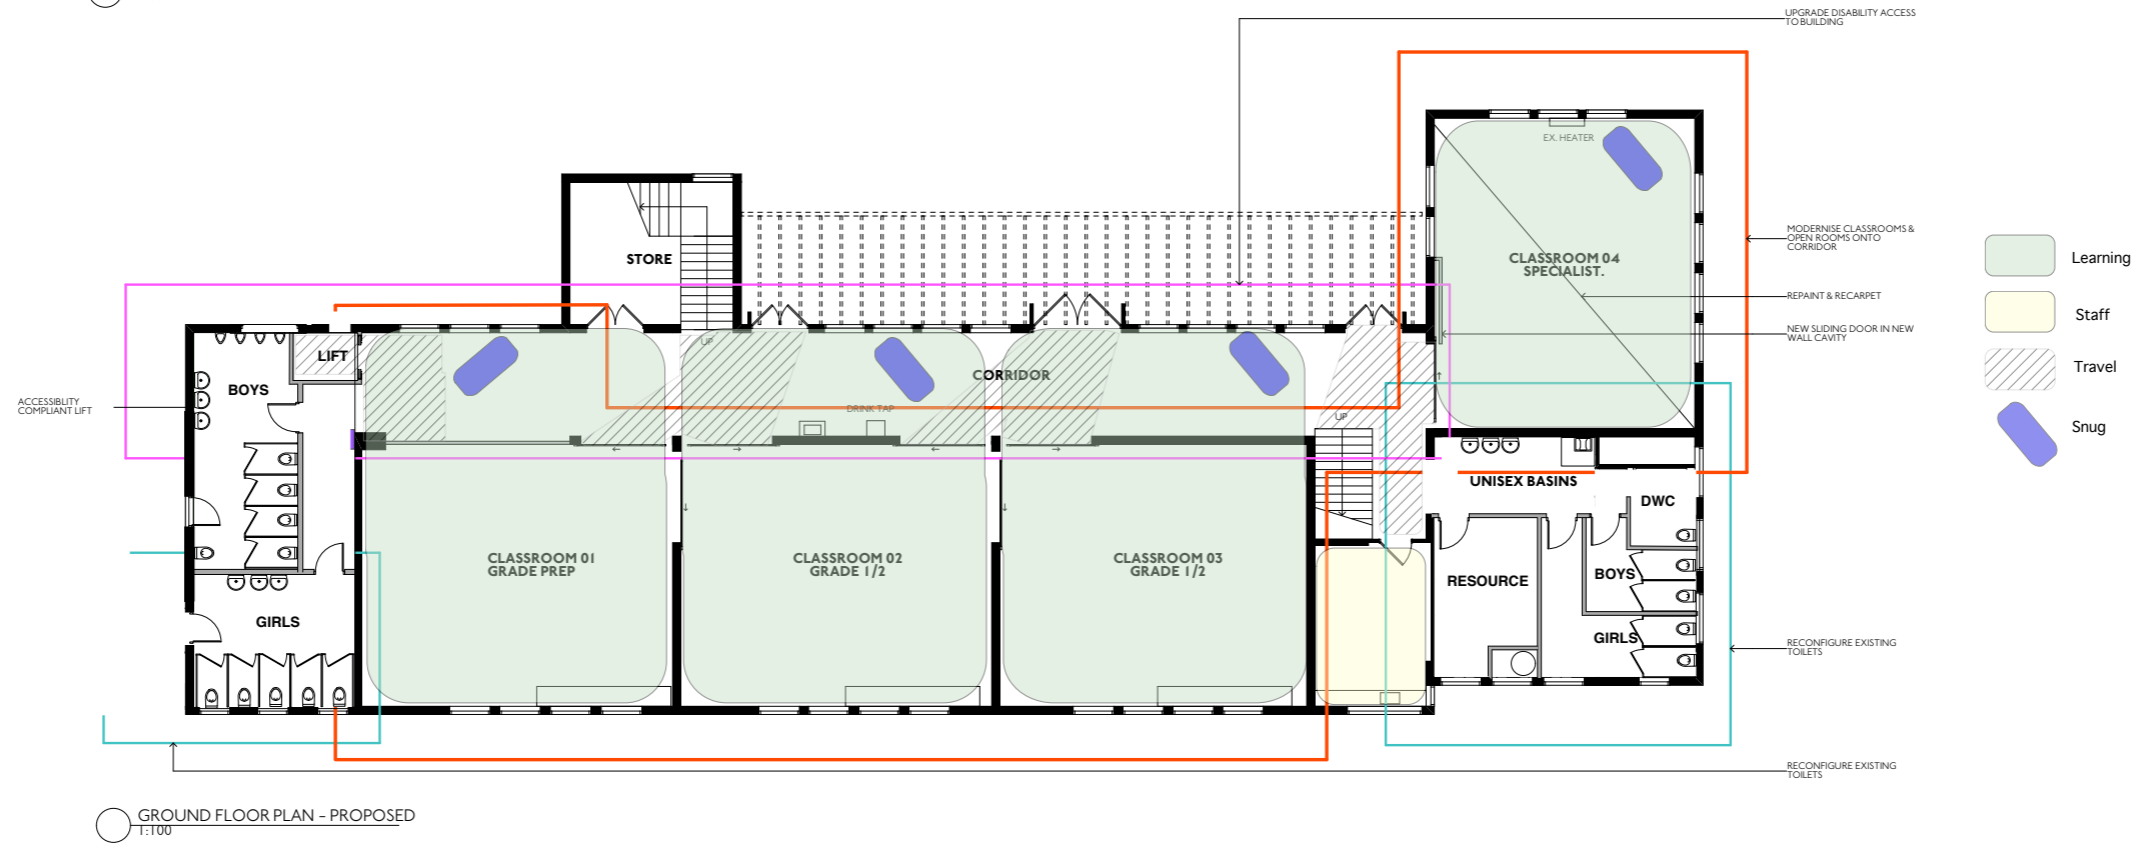 UPGRADE DISABILITY ACCESS
TO BUILDING
EX. HEATER
MODERNISE CLASSROOMS &
OPEN ROOMS ONTO
CORRIDOR
CLASSROOM 04
SPECIALIST.
Learning
STORE
REPAINT & RECARPET
Staff
NEW SLIDING DOOR IN NEW
WALL CAVITY
UP
LIFT
Travel
CORRIDOR
BOYS
ACCESSIBLITY
COMPLIANT LIFT
DRINK TAP
UP
Snug
UNISEX BASINS
DWC
CLASSROOM 01
GRADE PREP
CLASSROOM 02
GRADE 1/2
CLASSROOM 03
GRADE 1/2
RESOURCE
BOYS
GIRLS
GIRLS
RECONFIGURE EXISTING
TOILETS
RECONFIGURE EXISTING
TOILETS
GROUND FLOOR PLAN - PROPOSED
1:100